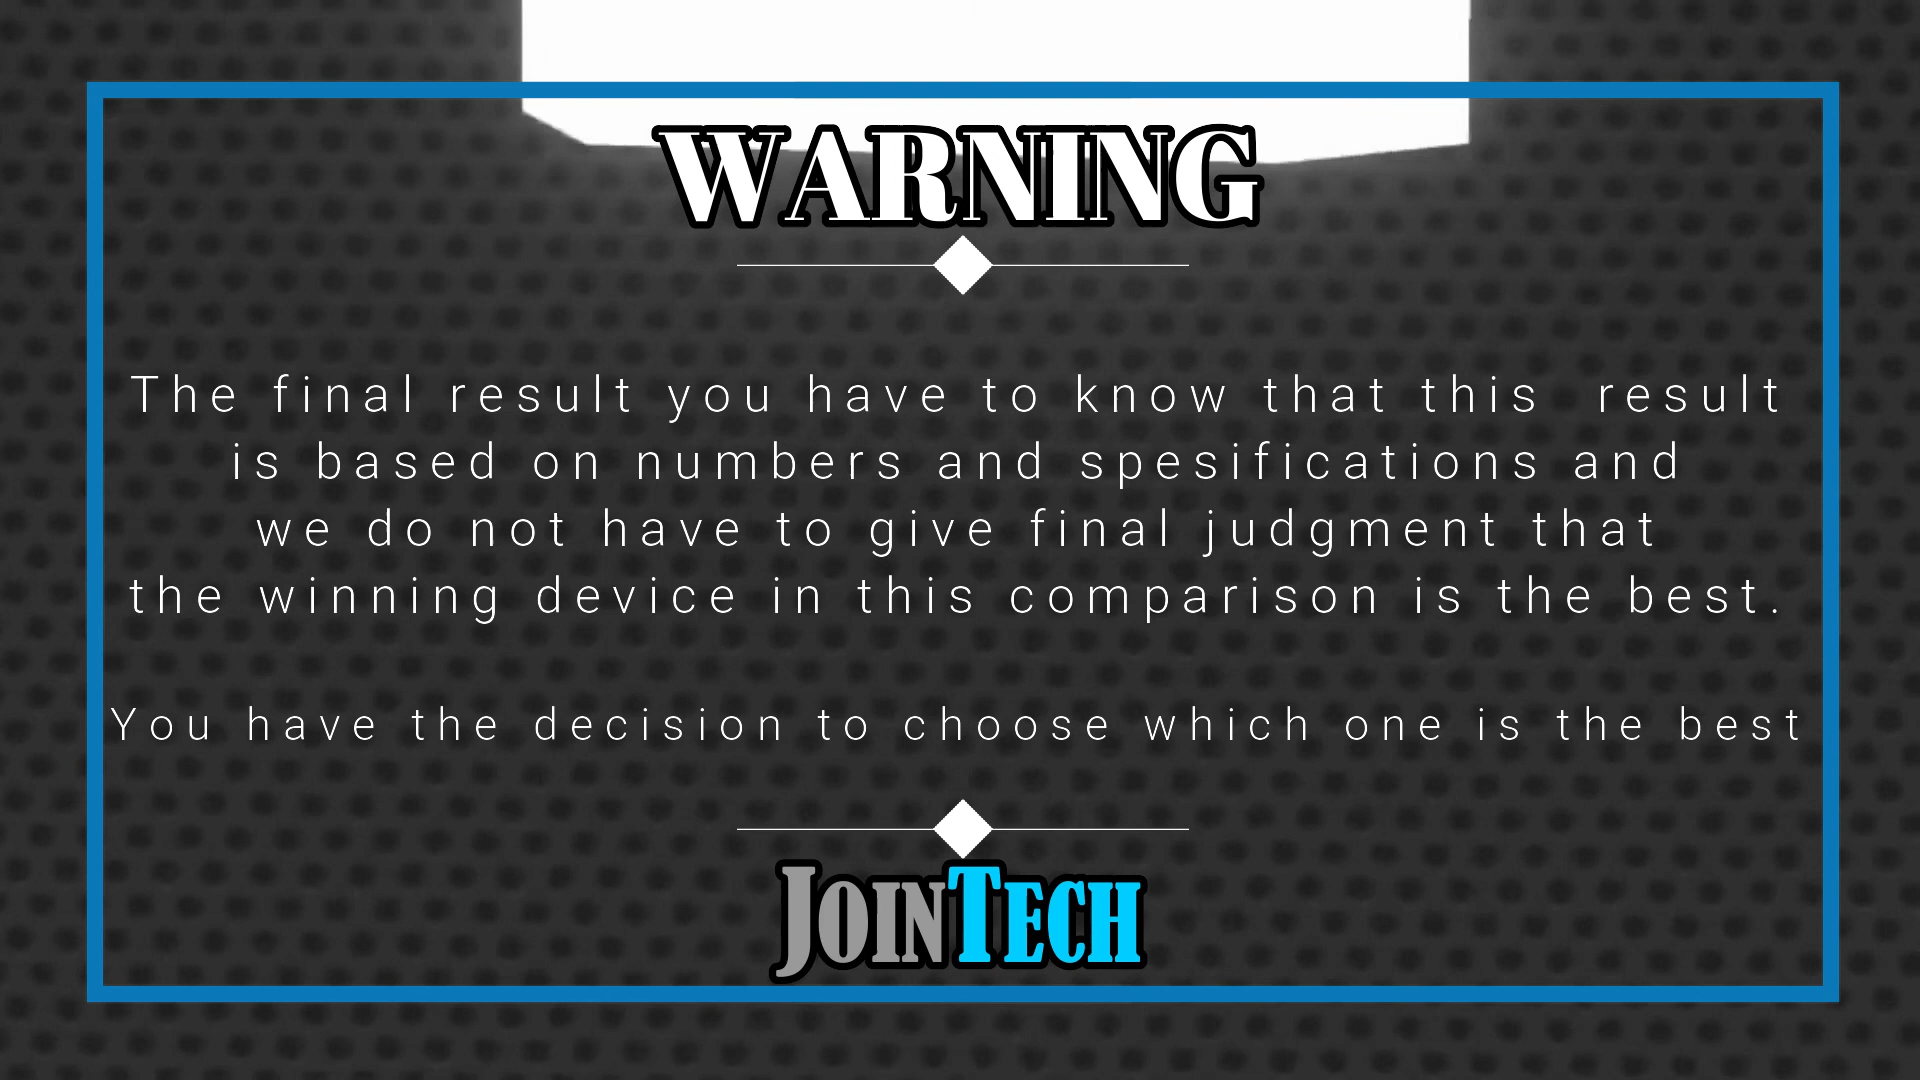 WARNING
The final result you have to know that this  result
is based on numbers and spesifications and
we do not have to give final judgment that
the winning device in this comparison is the best.
You have the decision to choose which one is the best
JOINTECH